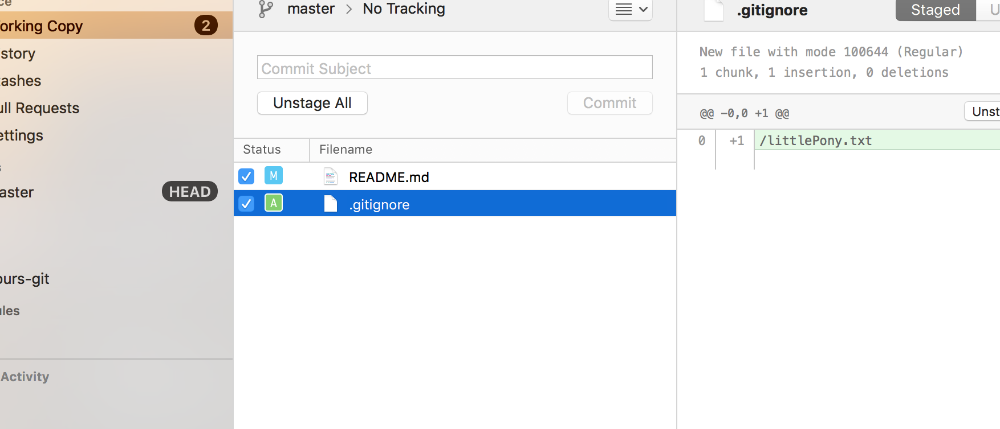 ce
orking Copy 2
story
ashes
ull Requests
ettings
s
aster HEAD
ours-git
ules
Activity
master > No Tracking
Commit Subject
Unstage All Commit
Status Filename
M README.md
A .gitignore
.gitignore Staged U
New file with mode 100644 (Regular)
1 chunk, 1 insertion, 0 deletions
@@ -0,0 +1 @@ Unst
0 +1 /littlePony.txt